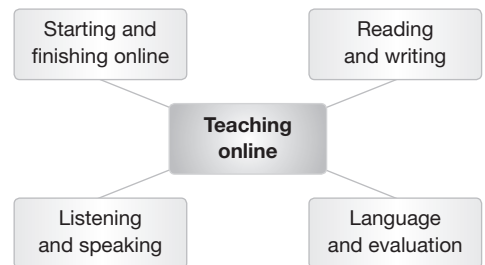 Starting and
finishing online
Reading
and writing
Teaching
online
Listening
and speaking
Language
and evaluation